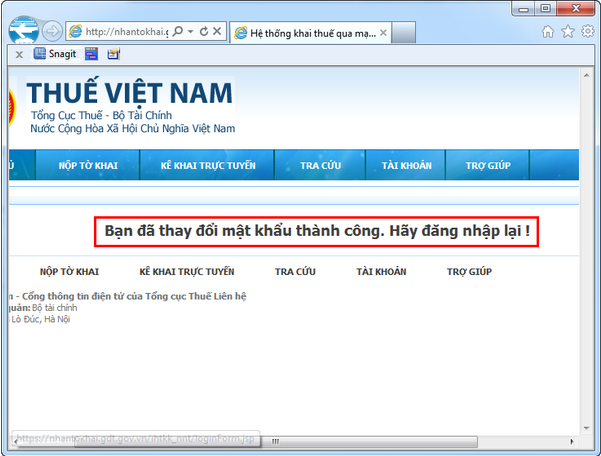 http://nhantokhai.g
Hệ thống khai thuế qua mạ...
x Snagit
THUẾ VIỆT NAM
Tổng Cục Thuế - Bộ Tài Chính
Nước Cộng Hòa Xã Hội Chủ Nghĩa Việt Nam
NỘP TỜ KHAI KÊ KHAI TRỰC TUYẾN TRA CỨU TÀI KHOẢN TRỢ GIÚP
Bạn đã thay đổi mật khẩu thành công. Hãy đăng nhập lại !
NỘP TỜ KHAI KÊ KHAI TRỰC TUYẾN TRA CỨU TÀI KHOẢN TRỢ GIÚP
- Cổng thông tin điện tử của Tổng cục Thuế Liên hệ
quản: Bộ tài chính
Lò Đúc, Hà Nội
https://nhantokhai.gdt.gov.vn/ihtkk_nnt/loginForm.jsp